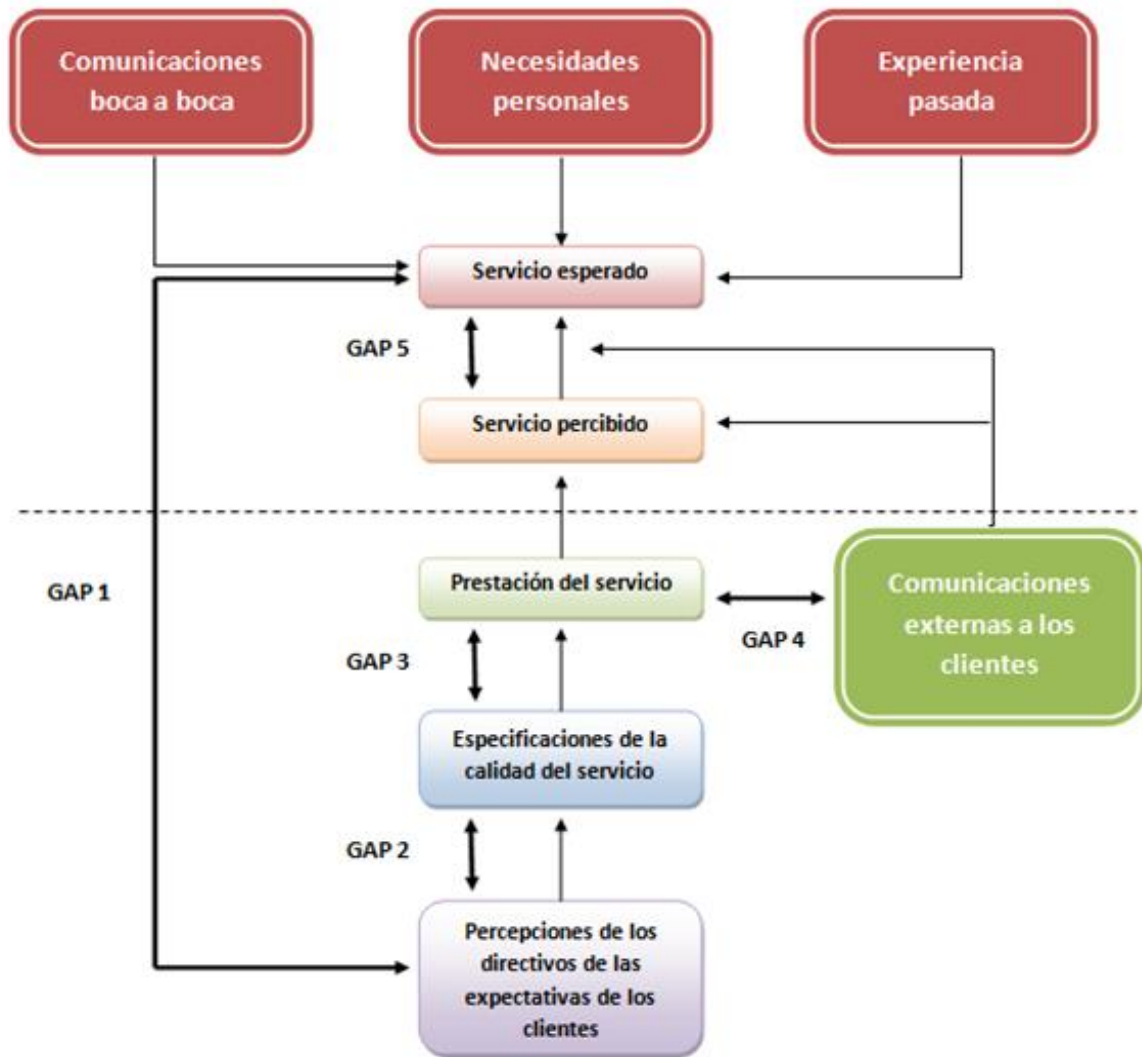 Comunicaciones
boca a boca
Necesidades
personales
Experiencia
pasada
Servicio esperado
GAP 5
Servicio percibido
GAP 1
Prestación del servicio
GAP 4
Comunicaciones
externas a los
clientes
GAP 3
Especificaciones de la
calidad del servicio
GAP 2
Percepciones de los
directivos de las
expectativas de los
clientes